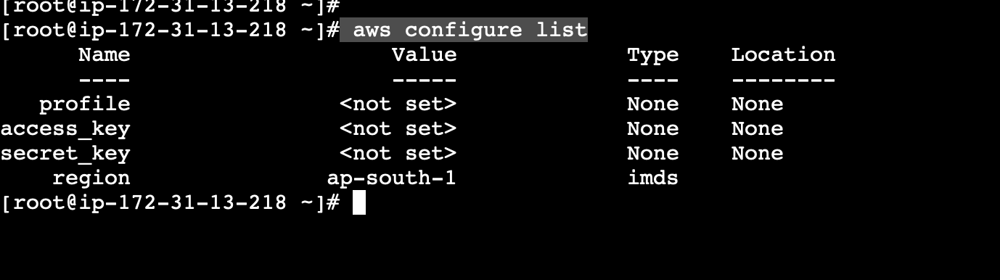 [root@ip-172-31-13-218 ~]#
[root@ip-172-31-13-218 ~]# aws configure list
      Name                    Value             Type    Location
      ----                    -----             ----    --------
   profile                <not set>             None    None
access_key                <not set>             None    None
secret_key                <not set>             None    None
    region               ap-south-1             imds
[root@ip-172-31-13-218 ~]#